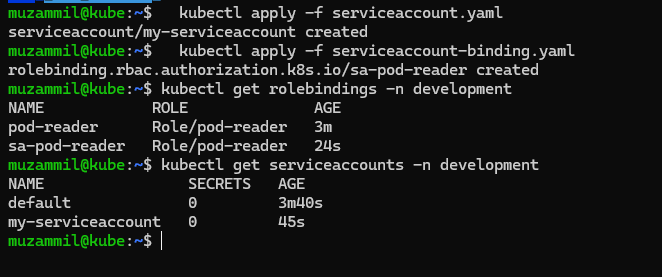 muzammil@kube:~$   kubectl apply -f serviceaccount.yaml
serviceaccount/my-serviceaccount created
muzammil@kube:~$   kubectl apply -f serviceaccount-binding.yaml
rolebinding.rbac.authorization.k8s.io/sa-pod-reader created
muzammil@kube:~$ kubectl get rolebindings -n development
NAME            ROLE              AGE
pod-reader      Role/pod-reader   3m
sa-pod-reader   Role/pod-reader   24s
muzammil@kube:~$ kubectl get serviceaccounts -n development
NAME                SECRETS   AGE
default             0         3m40s
my-serviceaccount   0         45s
muzammil@kube:~$